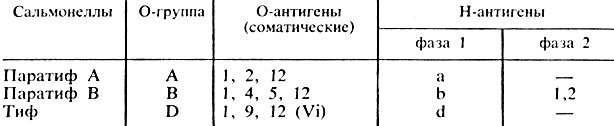 Сальмонеллы О-группа О-антигены (соматические) Н-антигены
фаза 1 фаза 2
Паратиф А А 1, 2, 12 a —
Паратиф В В 1, 4, 5, 12 b 1,2
Тиф D 1, 9, 12 (Vi) d —